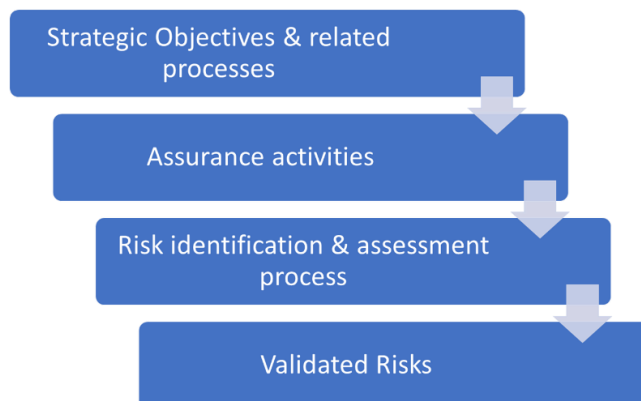 Strategic Objectives & related
processes
Assurance activities
Risk identification & assessment
process
Validated Risks